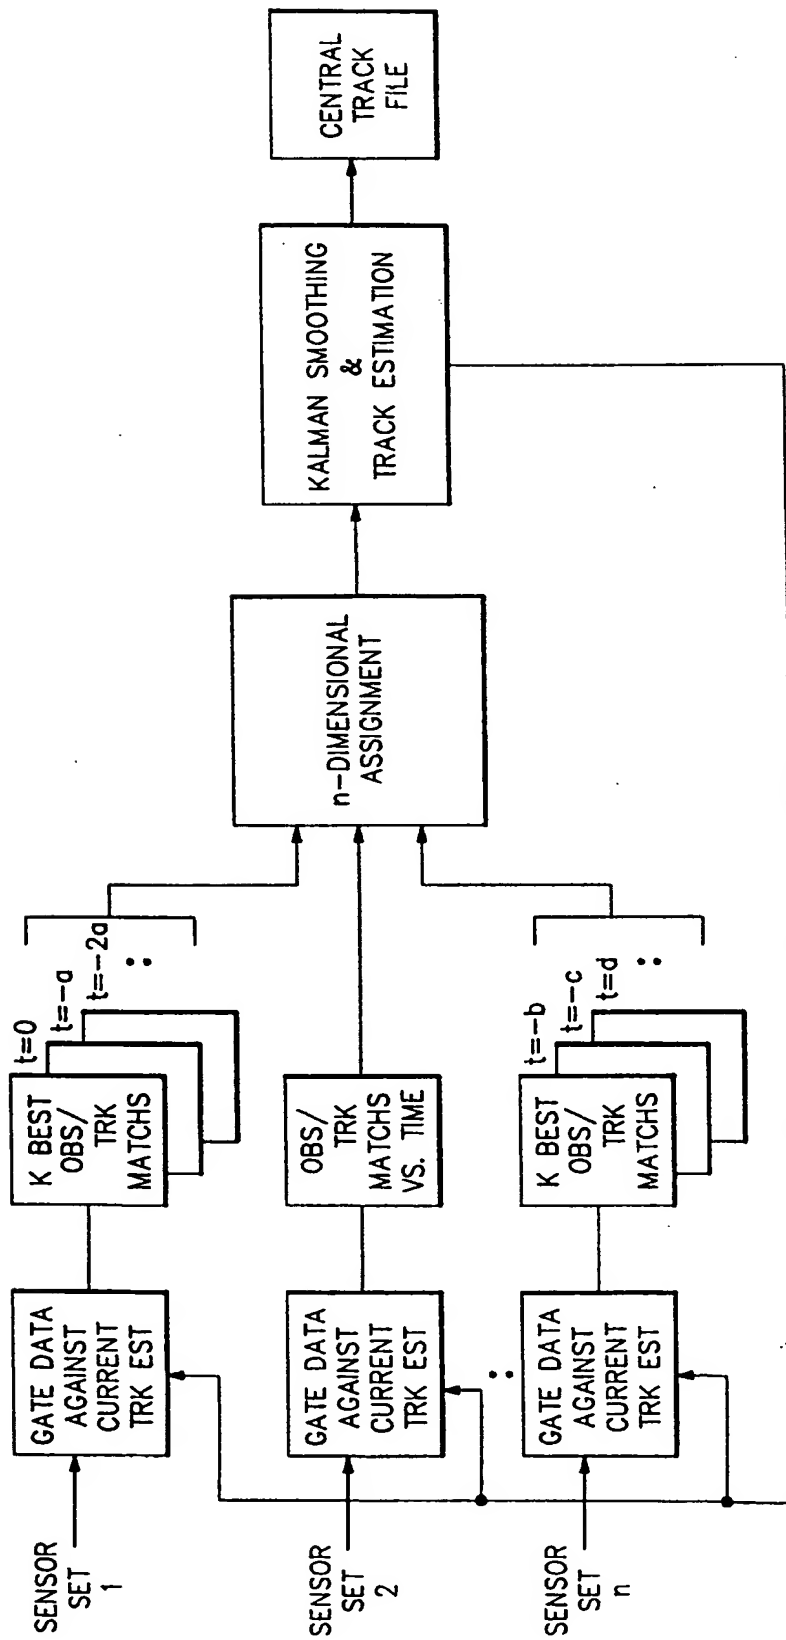 SENSOR
SET
1
GATE DATA
AGAINST
CURRENT
TRK EST
K BEST
OBS/
TRK
MATCHS
t=0
t=-a
t=-2a
:
SENSOR
SET
2
GATE DATA
AGAINST
CURRENT
TRK EST
OBS/
TRK
MATCHS
VS. TIME
:
SENSOR
SET
n
GATE DATA
AGAINST
CURRENT
TRK EST
K BEST
OBS/
TRK
MATCHS
t=-b
t=-c
t=d
:
n-DIMENSIONAL
ASSIGNMENT
KALMAN SMOOTHING
&
TRACK ESTIMATION
CENTRAL
TRACK
FILE